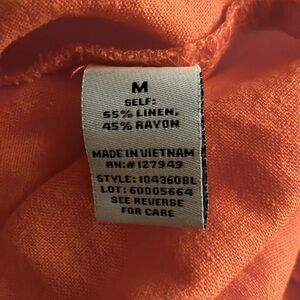 M
SELF:
55% LINEN,
45% RAYON
MADE IN VIETNAM
RN:#127949
STYLE: 104360BL
LOT: 60005664
SEE REVERSE
FOR CARE